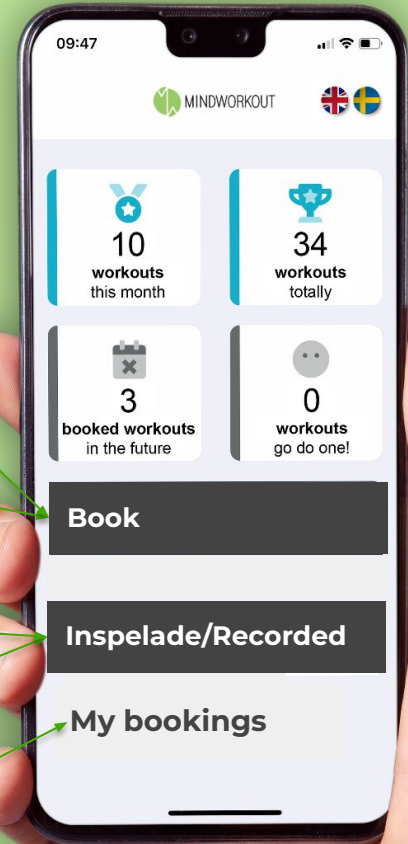 09:47
MINDWORKOUT
10
workouts
this month
34
workouts
totally
3
booked workouts
in the future
0
workouts
go do one!
Book
Inspelade/Recorded
My bookings